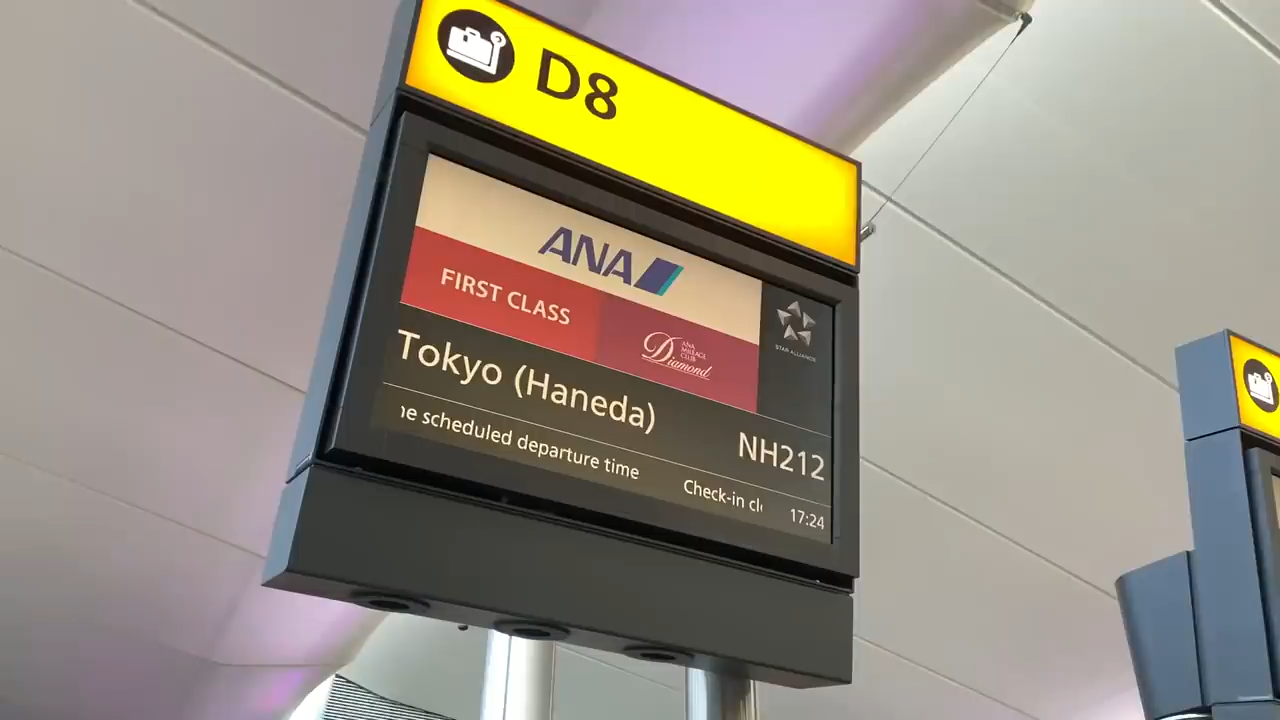 D8
ANA
FIRST CLASS
ANA
MILEAGE
CLUB
Diamond
STAR ALLIANCE
Tokyo (Haneda)
NH212
scheduled departure time
Check-in
17:24